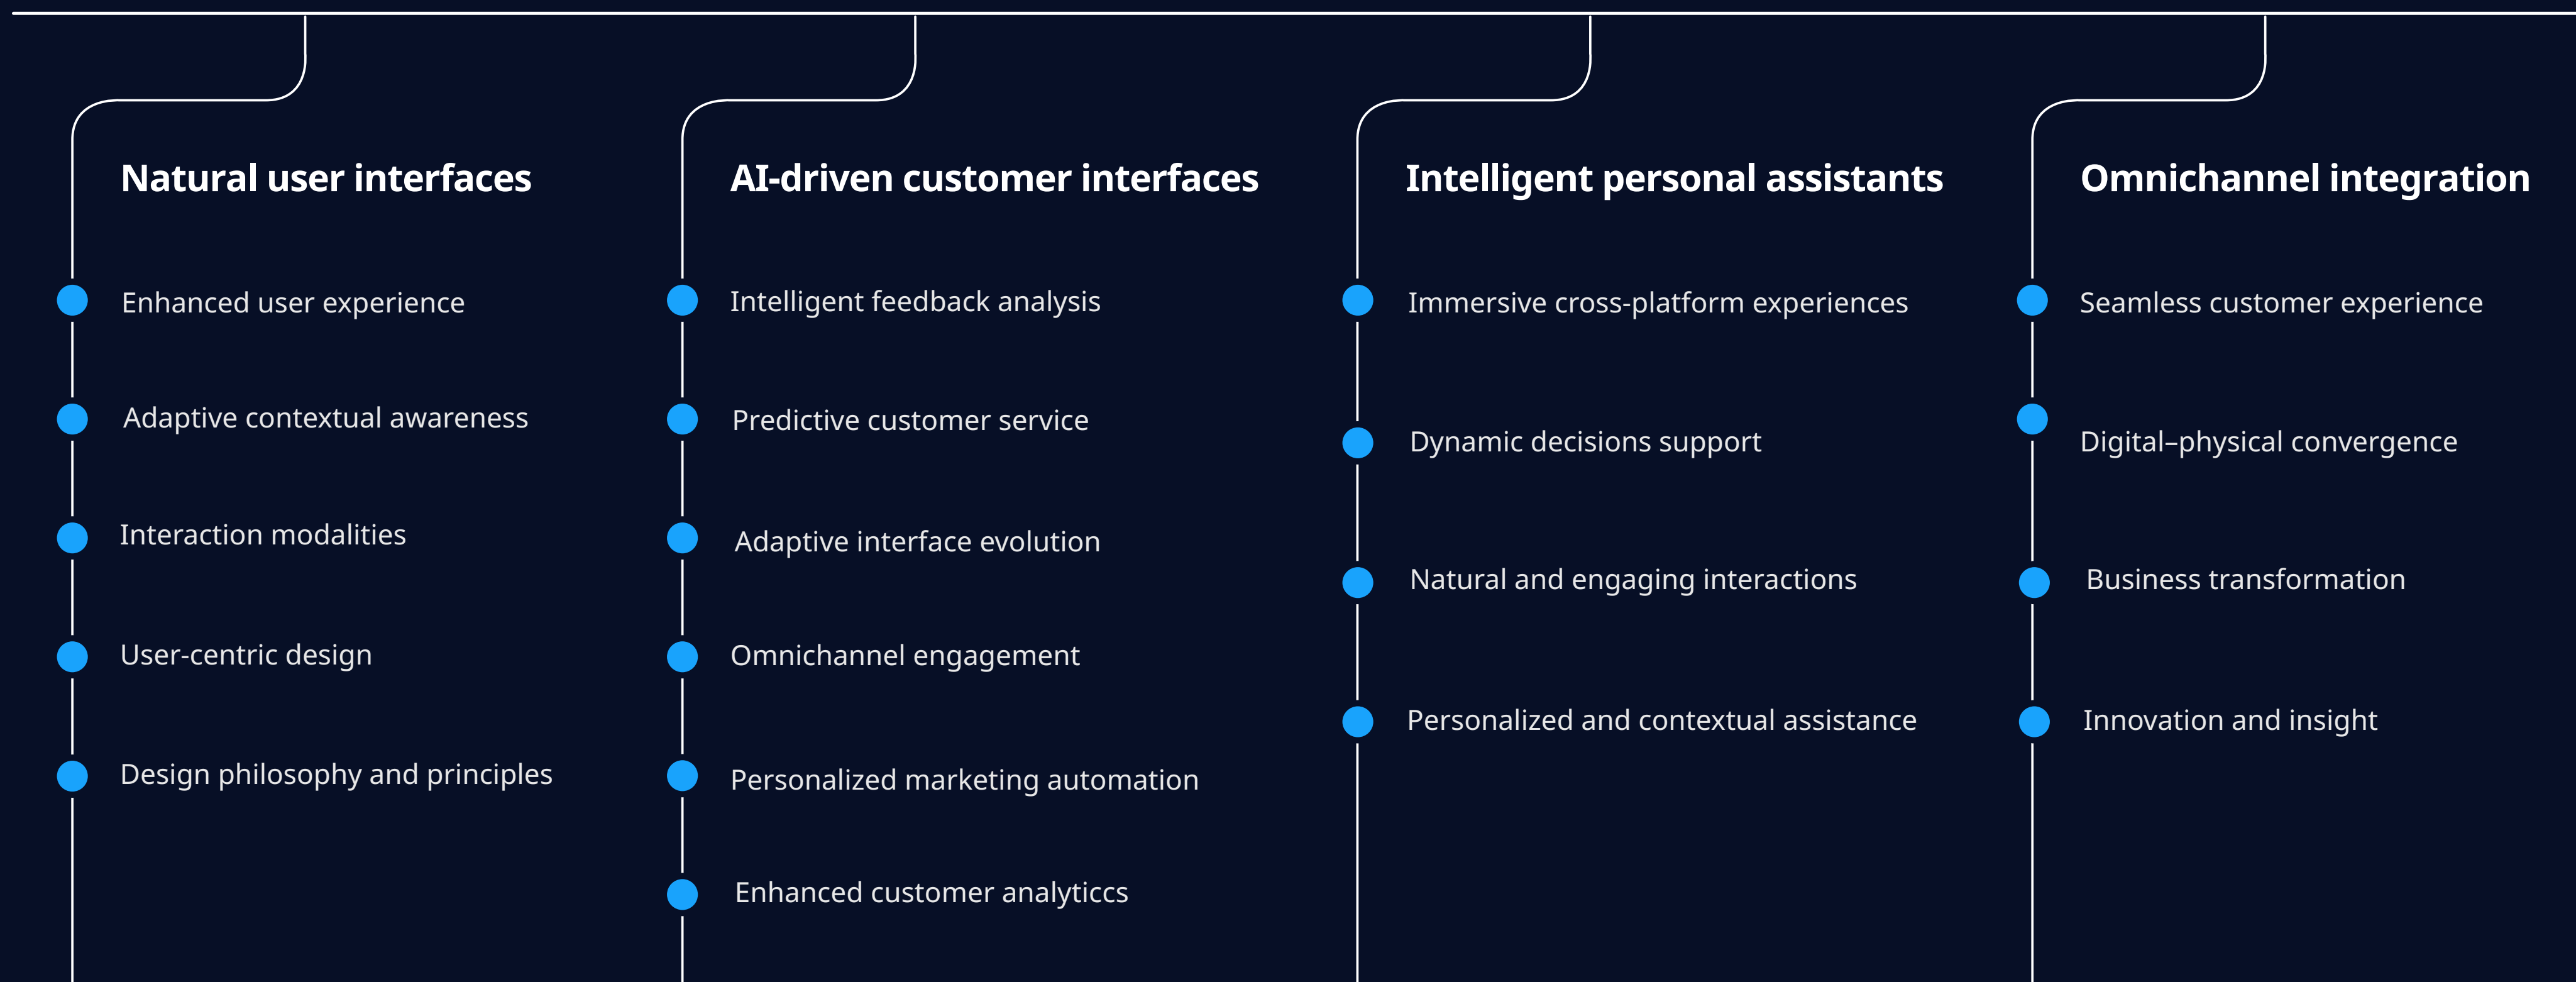 Natural user interfaces
Enhanced user experience
Adaptive contextual awareness
Interaction modalities
User-centric design
Design philosophy and principles
AI-driven customer interfaces
Intelligent feedback analysis
Predictive customer service
Adaptive interface evolution
Omnichannel engagement
Personalized marketing automation
Enhanced customer analyticcs
Intelligent personal assistants
Immersive cross-platform experiences
Dynamic decisions support
Natural and engaging interactions
Personalized and contextual assistance
Omnichannel integration
Seamless customer experience
Digital–physical convergence
Business transformation
Innovation and insight